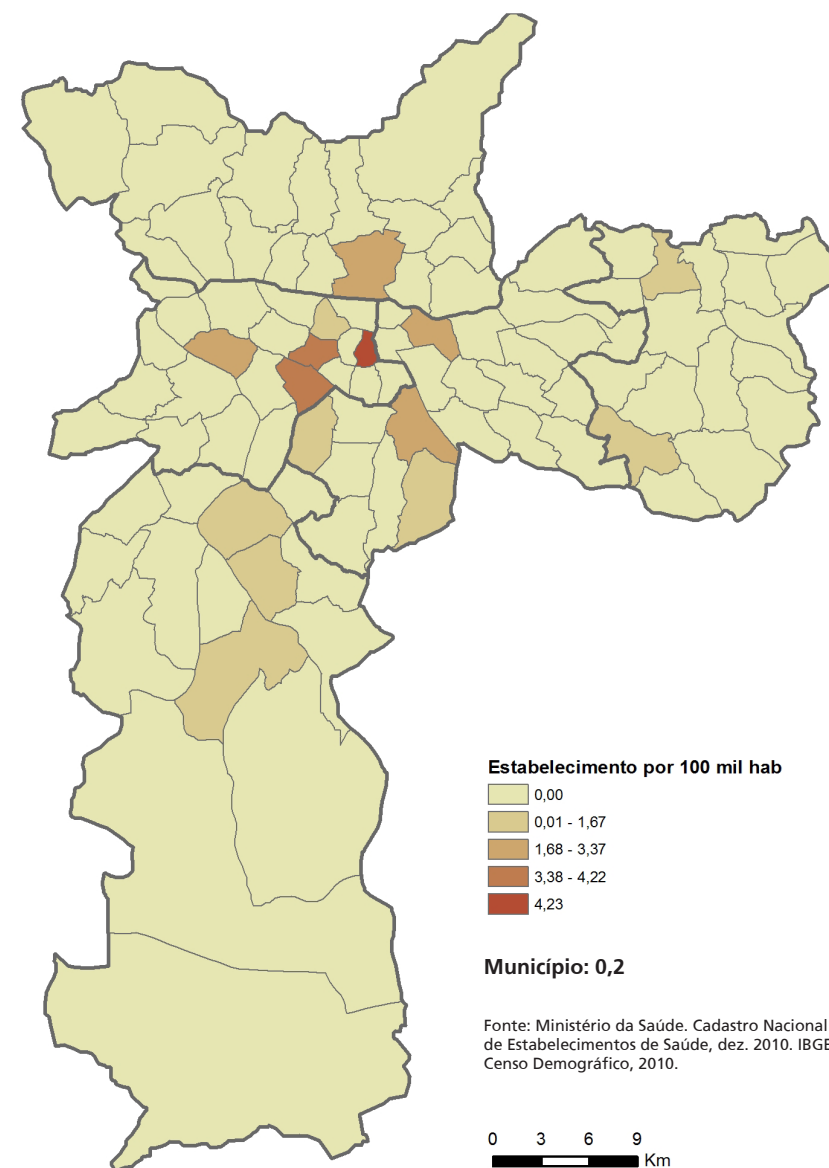 Estabelecimento por 100 mil hab
0,00
0,01 - 1,67
1,68 - 3,37
3,38 - 4,22
4,23
Município: 0,2
Fonte: Ministério da Saúde. Cadastro Nacional
de Estabelecimentos de Saúde, dez. 2010. IBGE
Censo Demográfico, 2010.
0 3 6 9
Km